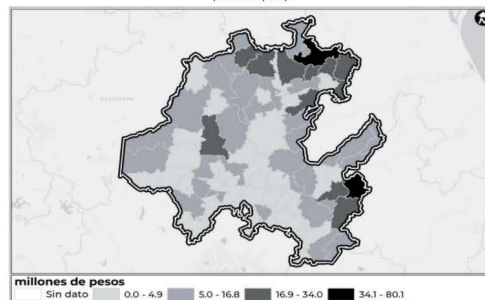 millones de pesos
Sin dato 0.0 - 4.9 5.0 - 16.8 16.9 - 34.0 34.1 - 80.1